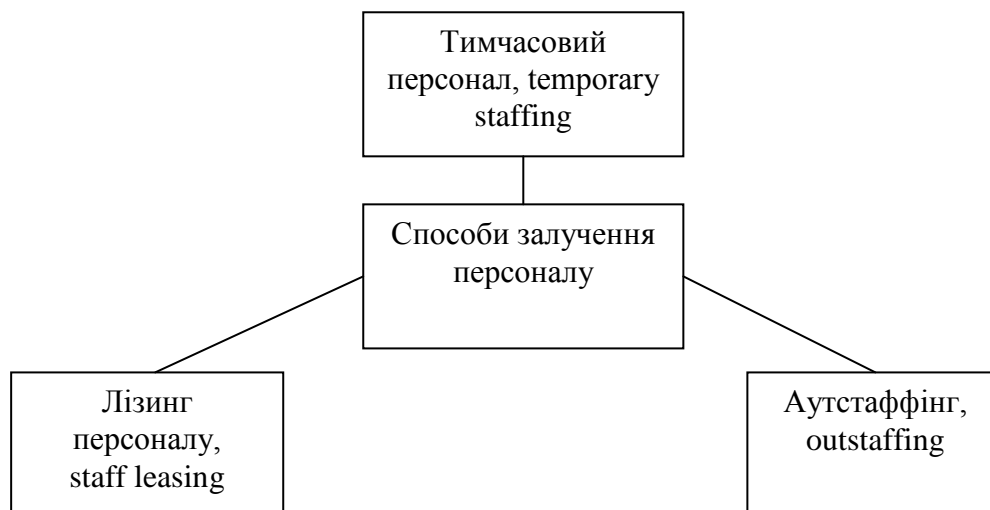 Тимчасовий
персонал, temporary
staffing
Способи залучення
персоналу
Лізинг
персоналу,
staff leasing
Аутстаффінг,
outstaffing